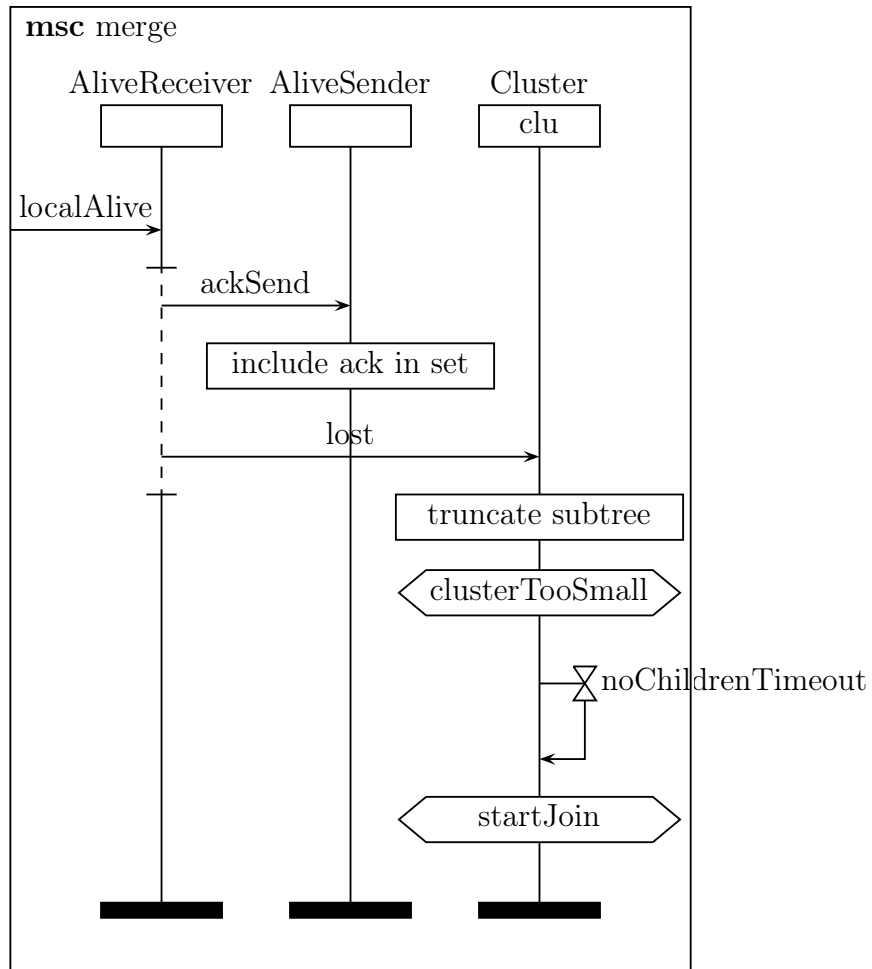 msc merge
AliveReceiver AliveSender Cluster
clu
localAlive
ackSend
include ack in set
lost
truncate subtree
clusterTooSmall
noChildrenTimeout
startJoin